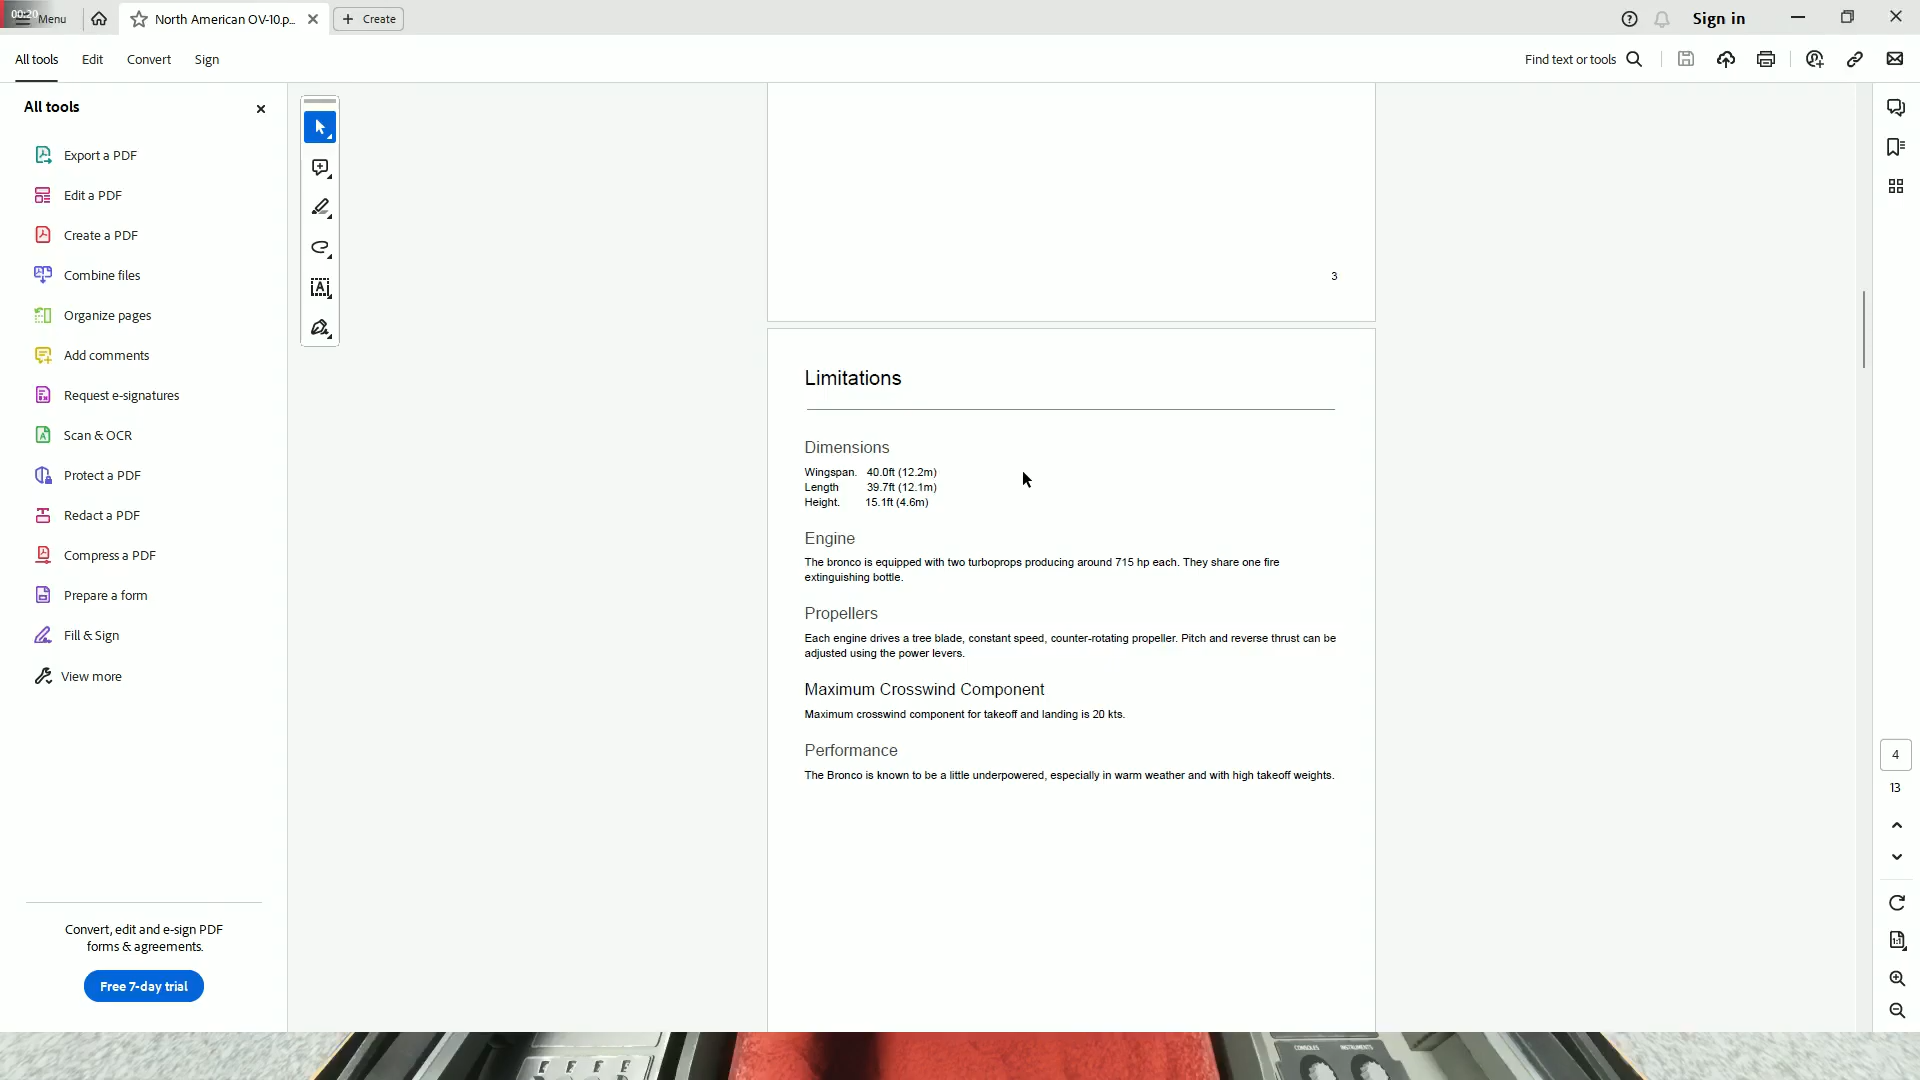 00:20
Menu
North American OV-10.p...
Create
Sign in
All tools
Edit
Convert
Sign
Find text or tools
All tools
Export a PDF
Edit a PDF
Create a PDF
Combine files
Organize pages
Add comments
Request e-signatures
Scan & OCR
Protect a PDF
Redact a PDF
Compress a PDF
Prepare a form
Fill & Sign
View more
Convert, edit and e-sign PDF
forms & agreements.
Free 7-day trial
3
Limitations
Dimensions
Wingspan. 40.0ft (12.2m)
Length 39.7ft (12.1m)
Height. 15.1ft (4.6m)
Engine
The bronco is equipped with two turboprops producing around 715 hp each. They share one fire
extinguishing bottle.
Propellers
Each engine drives a tree blade, constant speed, counter-rotating propeller. Pitch and reverse thrust can be
adjusted using the power levers.
Maximum Crosswind Component
Maximum crosswind component for takeoff and landing is 20 kts.
Performance
The Bronco is known to be a little underpowered, especially in warm weather and with high takeoff weights.
4
13
CONSOLES INSTRUMENTS